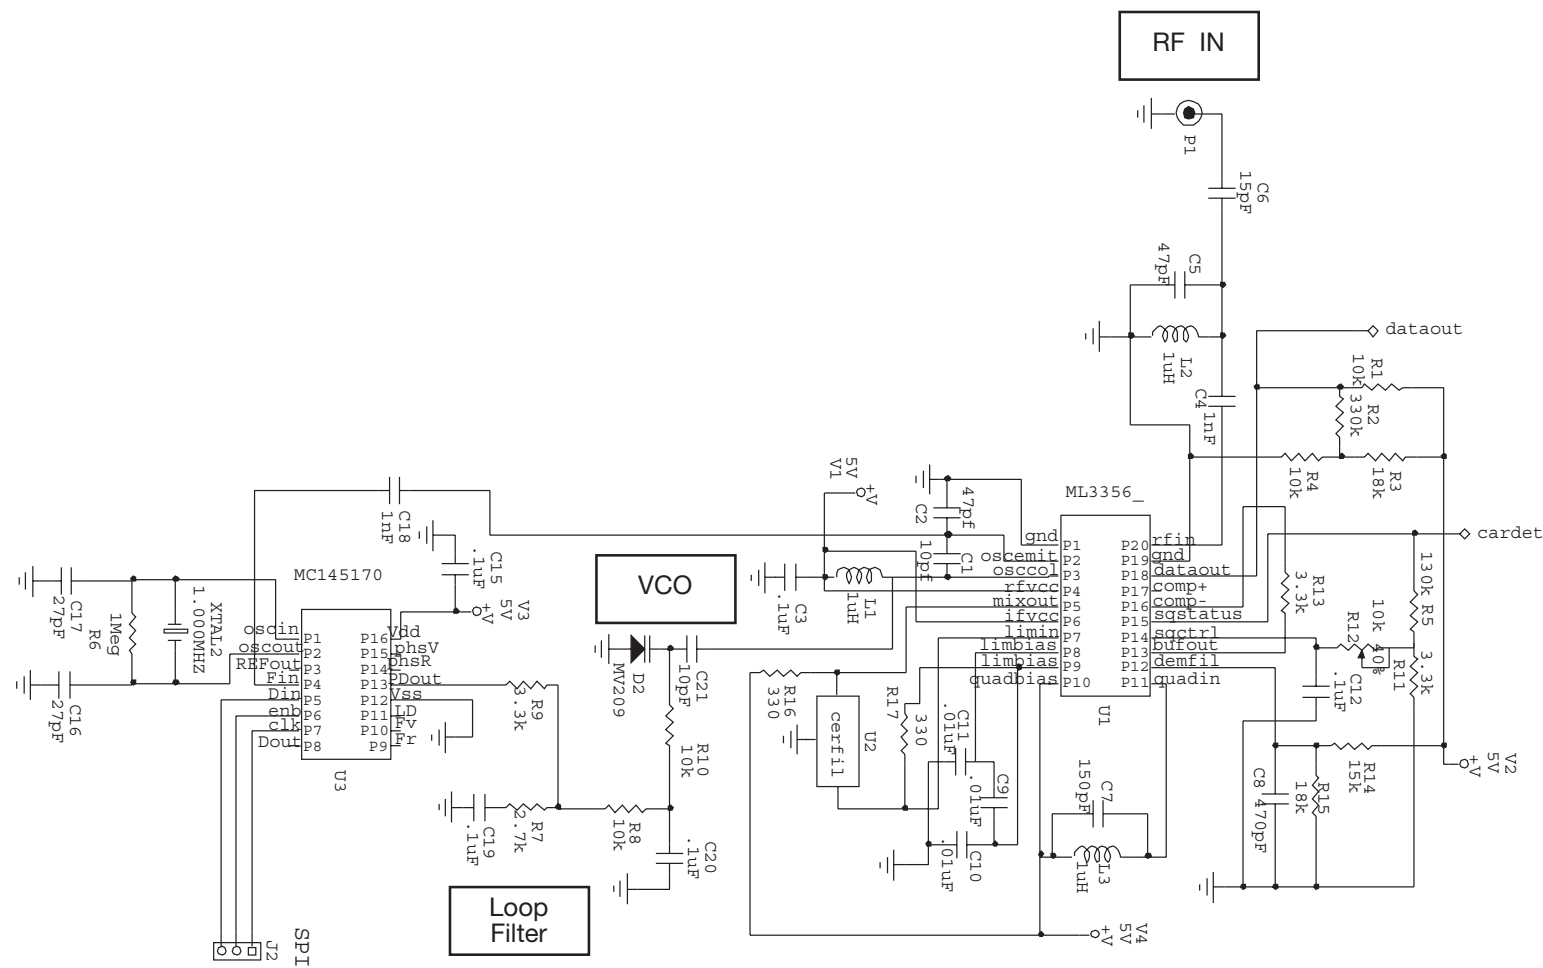 RF IN
P1
C6
15pF
C5
47pF
L2
1uH
C4
1nF
dataout
R1
10k
R2
330k
R3
18k
R4
10k
cardet
V1
5V
+V
C2
47pf
C1
10pf
C3
.1uF
L1
1uH
VCO
D2
MV209
C21
10pF
R10
10k
C18
1nF
C15
.1uF
V3
5V
+V
MC145170
oscin P1
oscout P2
REFout P3
Fin P4
Din P5
enb P6
clk P7
Dout P8
P16 Vdd
P15 phsV
P14 phsR
P13 PDout
P12 Vss
P11 LD
P10 Fv
P9 Fr
U3
C17
27pF
R6
1Meg
XTAL2
1.000MHZ
C16
27pF
R9
3.3k
C19
.1uF
R7
2.7k
R8
10k
C20
.1uF
Loop
Filter
SPI
J2
ML3356_
gnd P1
oscemit P2
osccol P3
rfvcc P4
mixout P5
ifvcc P6
limin P7
limbias P8
limbias P9
quadbias P10
P20 rfin
P19 gnd
P18 dataout
P17 comp+
P16 comp-
P15 sqstatus
P14 sqctrl
P13 bufout
P12 demfil
P11 quadin
U1
R16
330
U2
cerfil
R17
330
C11
.01uF
C9
.01uF
C10
.01uF
C7
150pF
L3
1uH
V4
5V
+V
R13
3.3k
R5
130k
R12
10k 40%
R11
3.3k
C12
.1uF
R14
15k
R15
18k
C8 470pF
V2
5V
+V